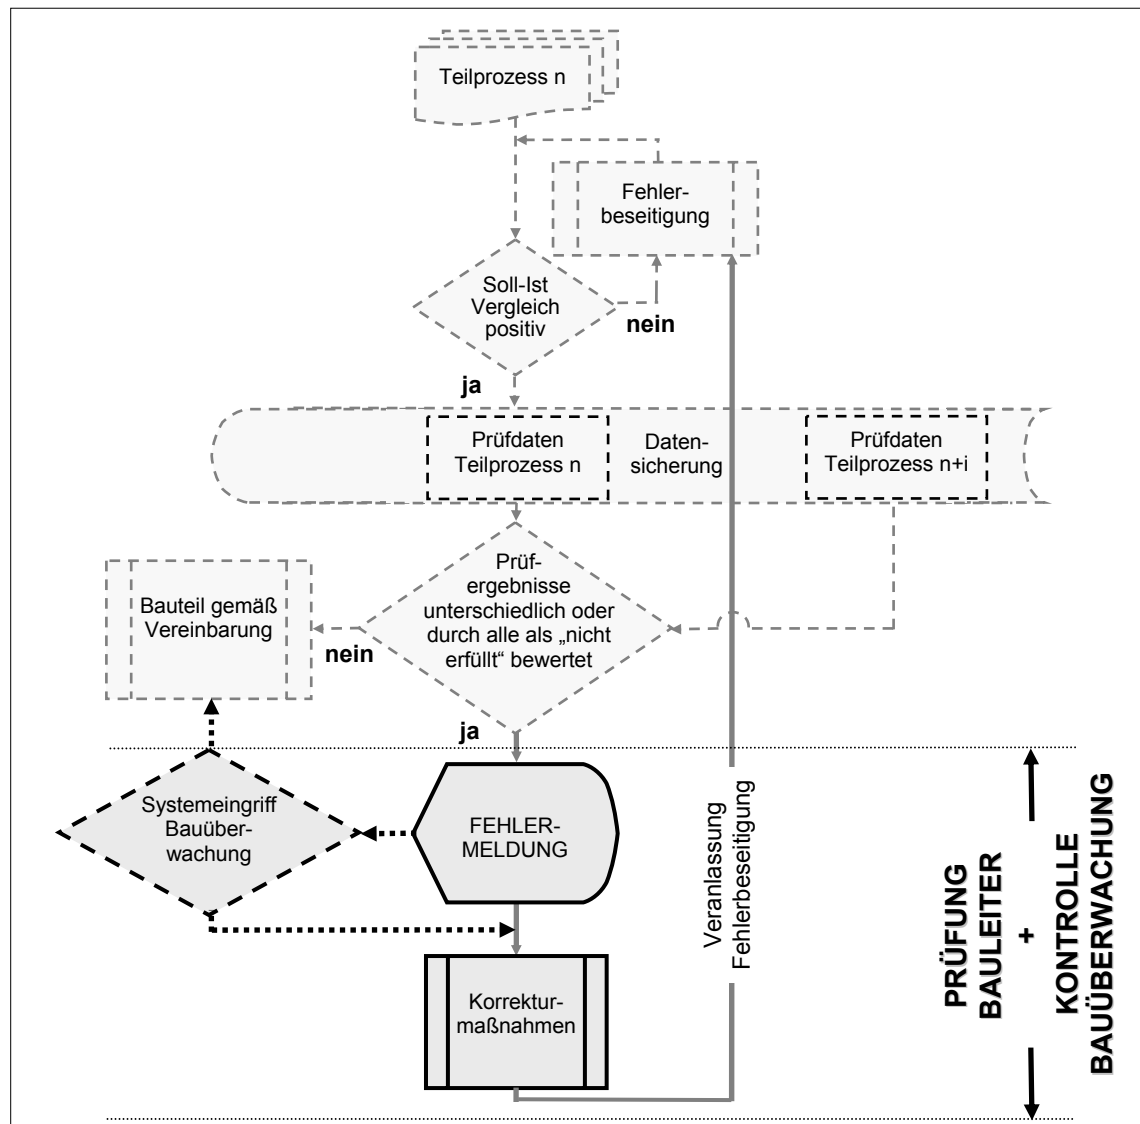 Teilprozess n
Fehler-
beseitigung
Soll-Ist
Vergleich
positiv
nein
ja
Prüfdaten
Teilprozess n
Daten-
sicherung
Prüfdaten
Teilprozess n+i
Prüf-
ergebnisse
unterschiedlich oder
durch alle als „nicht
erfüllt“ bewertet
Bauteil gemäß
Vereinbarung
nein
ja
Systemeingriff
Bauüber-
wachung
FEHLER-
MELDUNG
Korrektur-
maßnahmen
Veranlassung
Fehlerbeseitigung
PRÜFUNG
BAULEITER
+
KONTROLLE
BAUÜBERWACHUNG